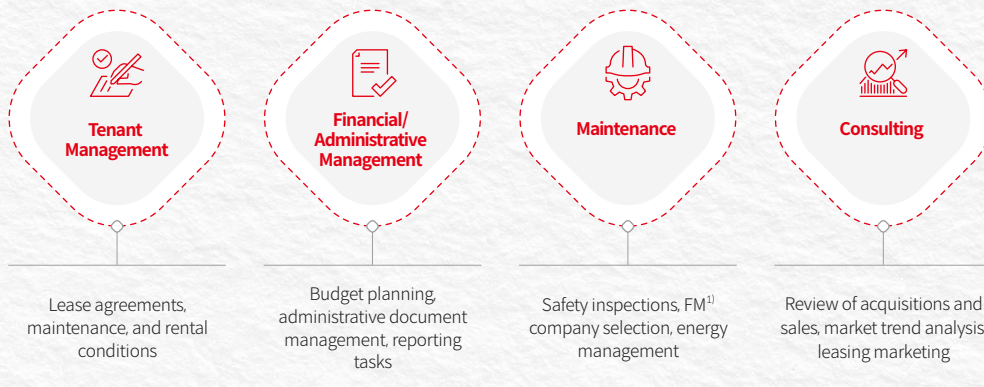 Tenant
Management
Financial/
Administrative
Management
Maintenance
Consulting
Lease agreements,
maintenance, and rental
conditions
Budget planning,
administrative document
management, reporting
tasks
Safety inspections, FM1)
company selection, energy
management
Review of acquisitions and
sales, market trend analysis
leasing marketing